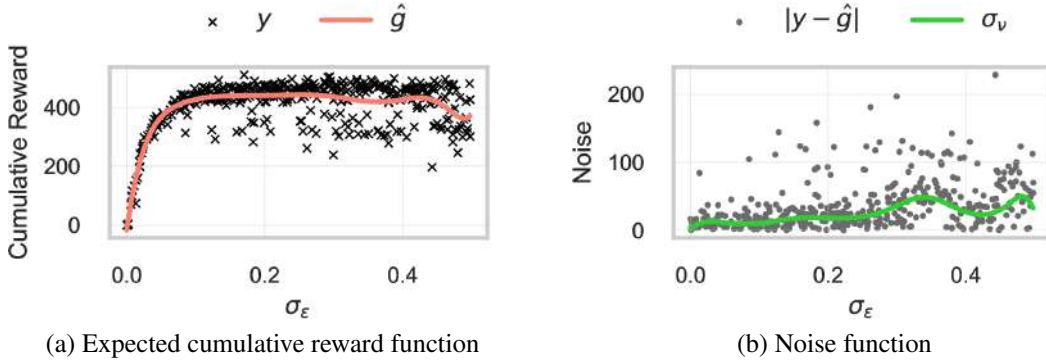 y ĝ
Cumulative Reward
400
200
0
0.0 0.2 0.4
σ_ε
(a) Expected cumulative reward function
|y − ĝ| σ_ν
Noise
200
100
0
0.0 0.2 0.4
σ_ε
(b) Noise function